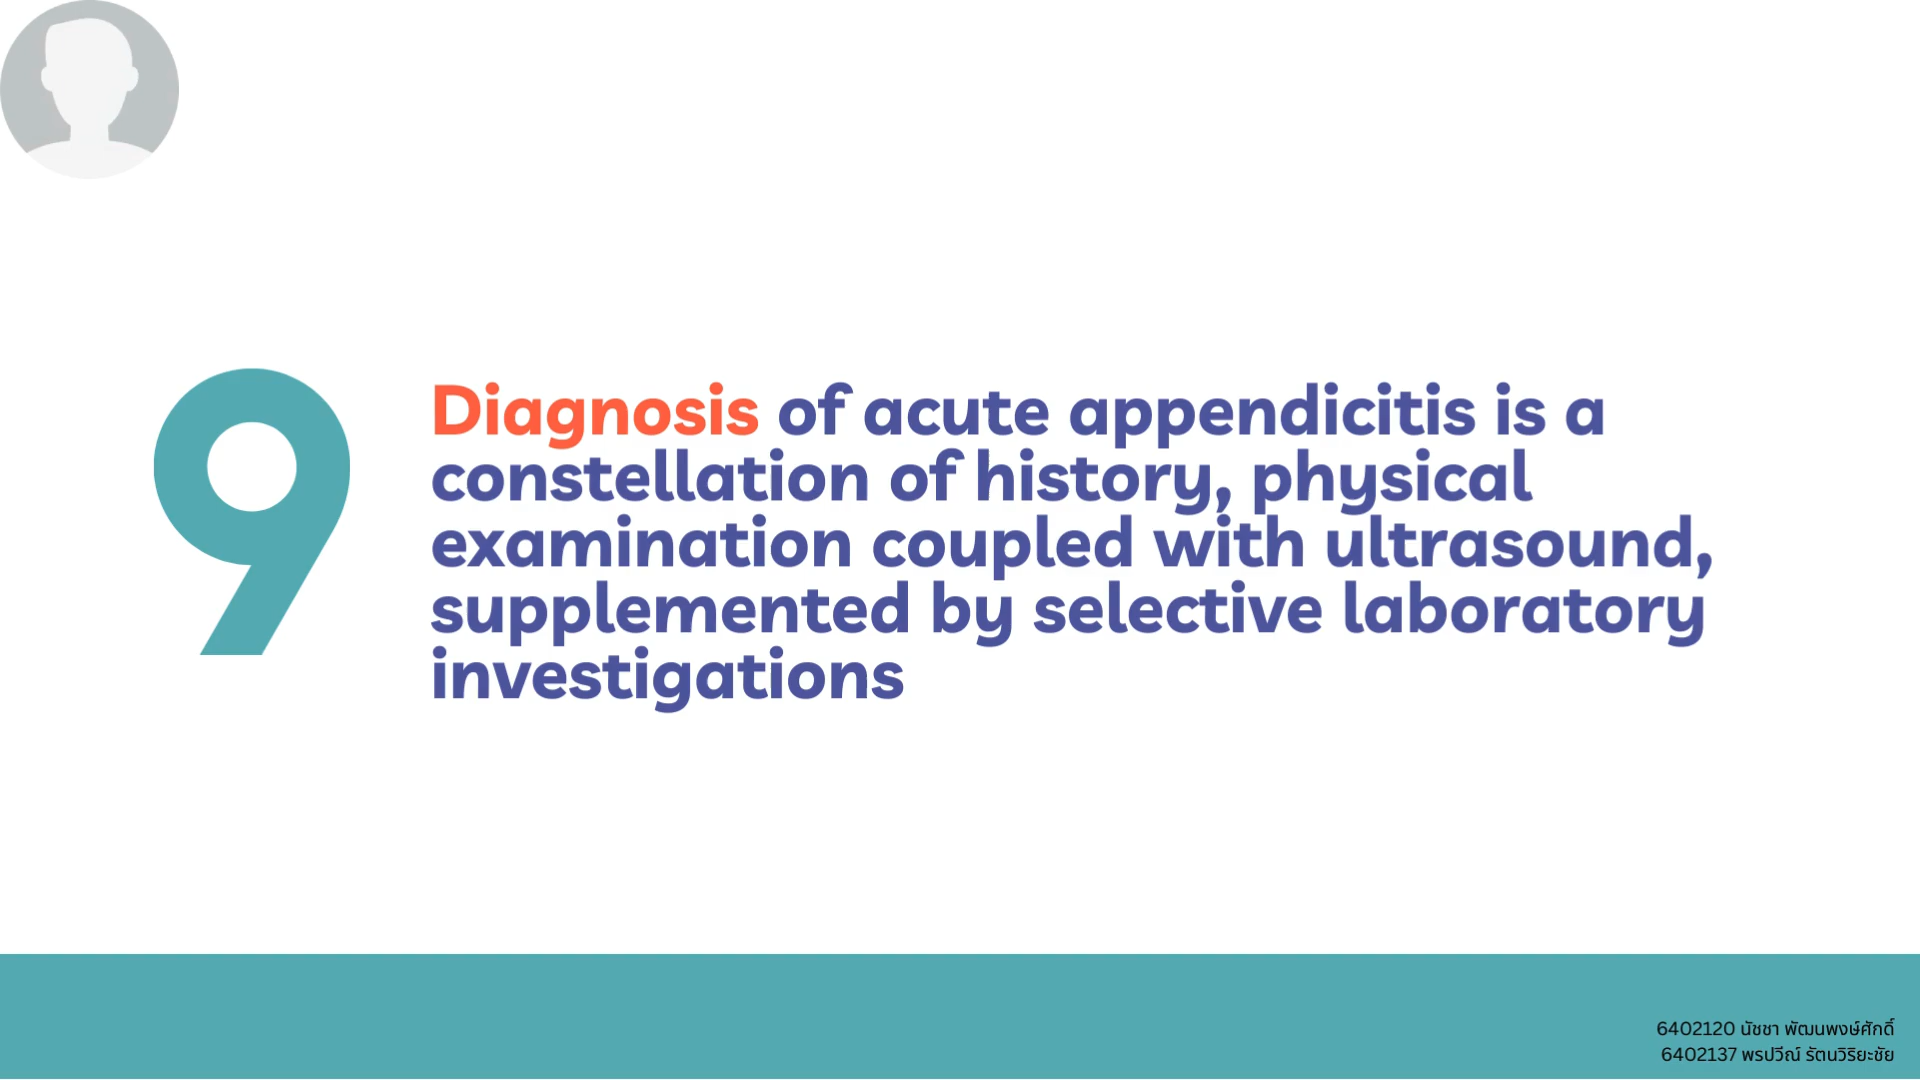 9
Diagnosis of acute appendicitis is a
constellation of history, physical
examination coupled with ultrasound,
supplemented by selective laboratory
investigations
6402120 นัชชา พัฒนพงษ์ศักดิ์
6402137 พรปวีณ์ รัตนวิริยะชัย